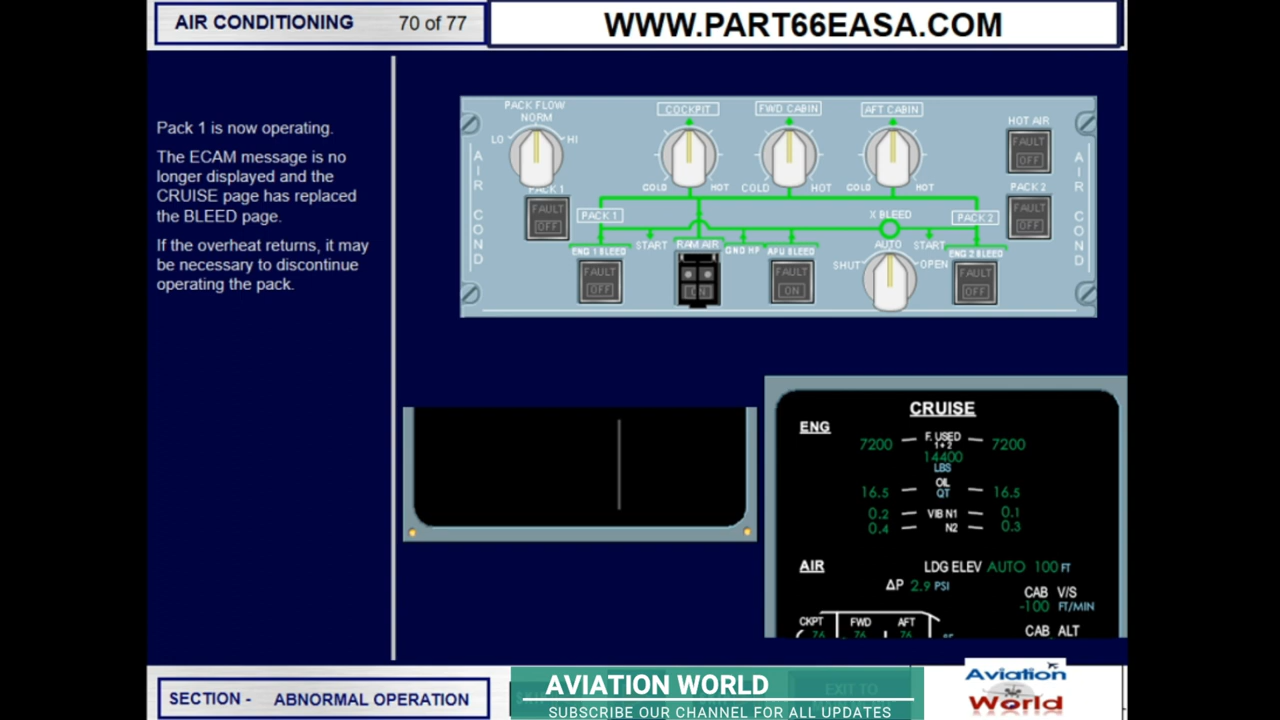 AIR CONDITIONING 70 of 77
WWW.PART66EASA.COM
Pack 1 is now operating.
The ECAM message is no
longer displayed and the
CRUISE page has replaced
the BLEED page.
If the overheat returns, it may
be necessary to discontinue
operating the pack.
PACK FLOW
NORM
LO HI
COCKPIT FWD CABIN AFT CABIN
HOT AIR
FAULT
OFF
AIR COND
AIR COND
COLD HOT COLD HOT COLD HOT
PACK 1
FAULT
OFF
PACK 2
FAULT
OFF
PACK 1
X BLEED
PACK 2
START RAM AIR GND HP APU BLEED AUTO START
ENG 1 BLEED
ENG 2 BLEED
SHUT OPEN
FAULT
OFF
ON
FAULT
ON
FAULT
OFF
CRUISE
ENG
7200 F. USED 7200
1+2
14400
LBS
16.5 OIL 16.5
QT
0.2 VIB N1 0.1
0.4 N2 0.3
AIR
LDG ELEV AUTO 100 FT
ΔP 2.9 PSI
CAB V/S
-100 FT/MIN
CKPT FWD AFT
CAB ALT
76 76 76
SECTION - ABNORMAL OPERATION
AVIATION WORLD
SUBSCRIBE OUR CHANNEL FOR ALL UPDATES
EXIT TO
Aviation
World